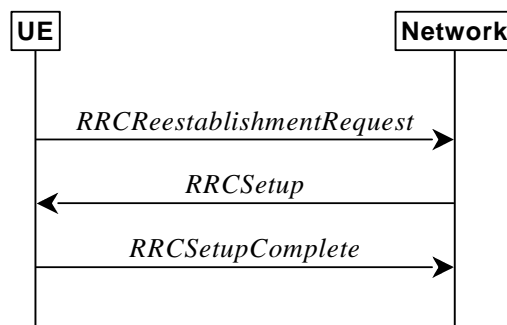 UE
Network
RRCReestablishmentRequest
RRCSetup
RRCSetupComplete